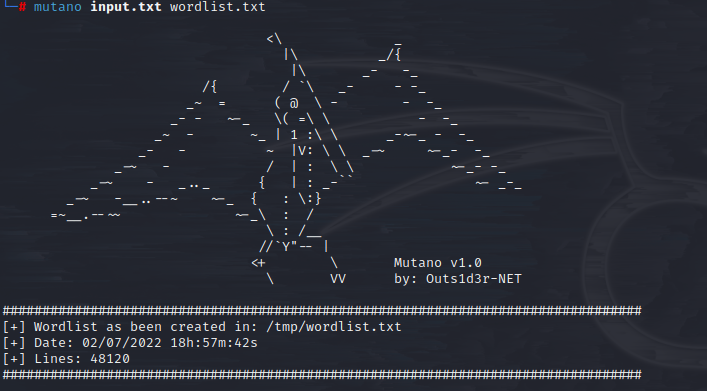 └─# mutano input.txt wordlist.txt
Mutano v1.0
by: Outs1d3r-NET
################################################################################
[+] Wordlist as been created in: /tmp/wordlist.txt
[+] Date: 02/07/2022 18h:57m:42s
[+] Lines: 48120
################################################################################